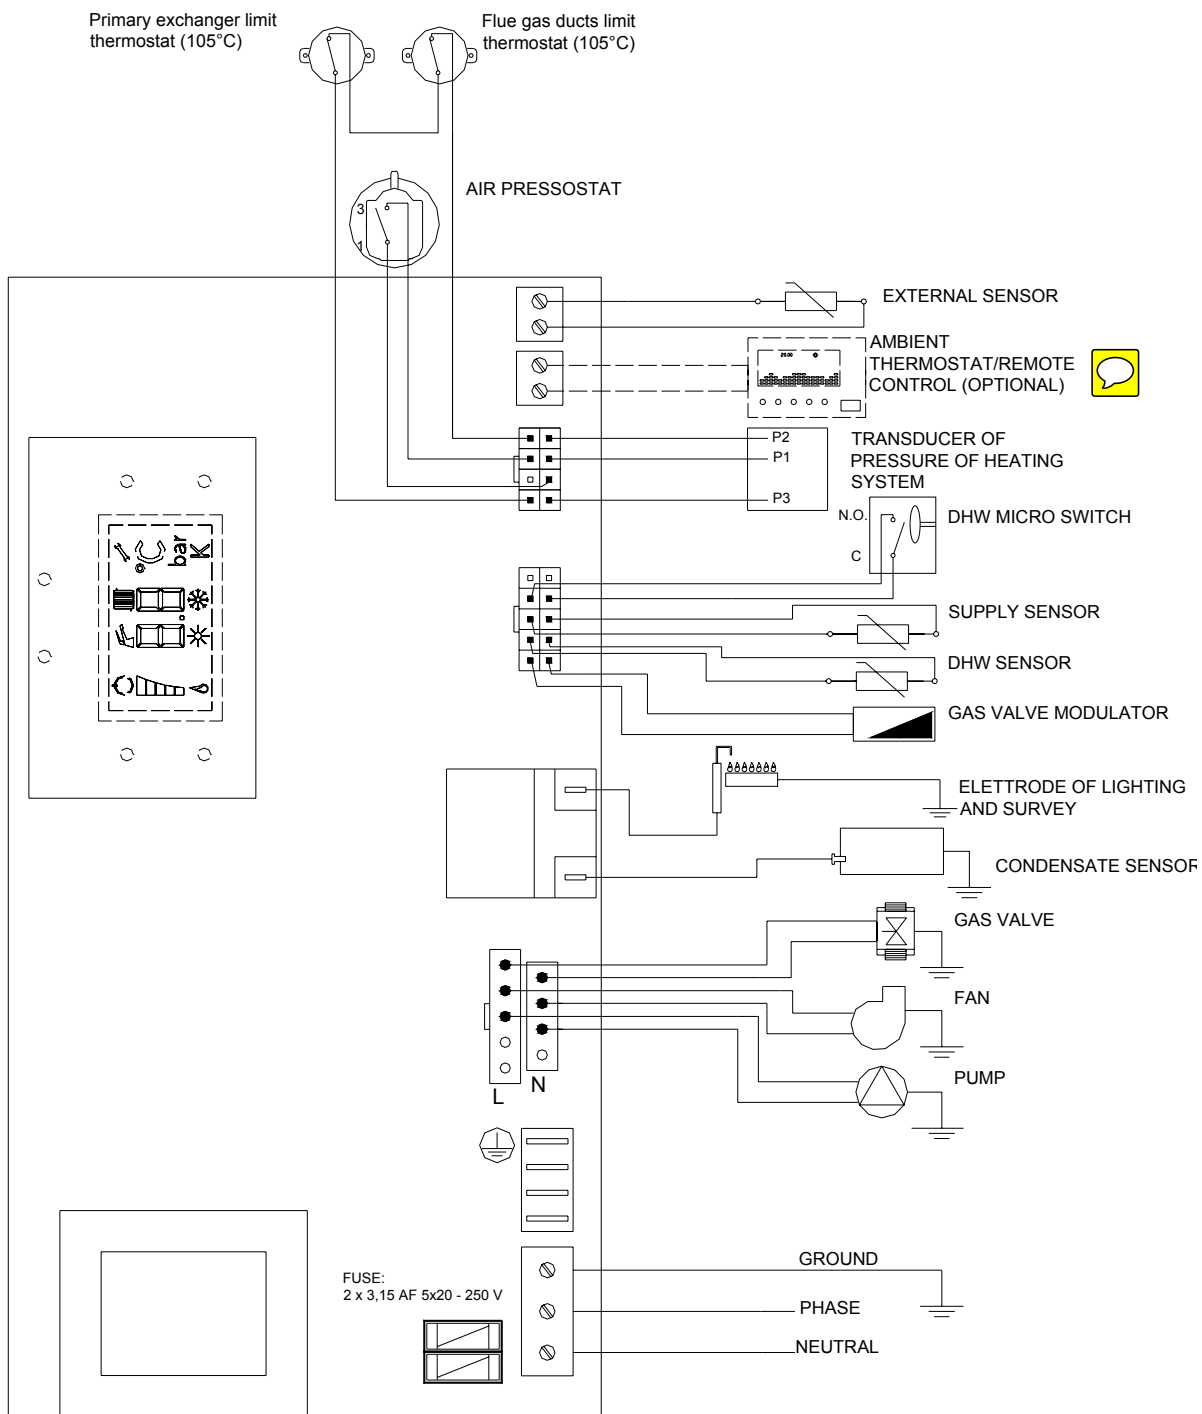 Primary exchanger limit
thermostat (105°C)
Flue gas ducts limit
thermostat (105°C)
AIR PRESSOSTAT
3
1
EXTERNAL SENSOR
AMBIENT
THERMOSTAT/REMOTE
CONTROL (OPTIONAL)
20.00
P2
P1
P3
TRANSDUCER OF
PRESSURE OF HEATING
SYSTEM
N.O.
C
DHW MICRO SWITCH
°C
bar
K
SUPPLY SENSOR
DHW SENSOR
GAS VALVE MODULATOR
ELETTRODE OF LIGHTING
AND SURVEY
CONDENSATE SENSOR
GAS VALVE
FAN
PUMP
L
N
GROUND
FUSE:
2 x 3,15 AF 5x20 - 250 V
PHASE
NEUTRAL